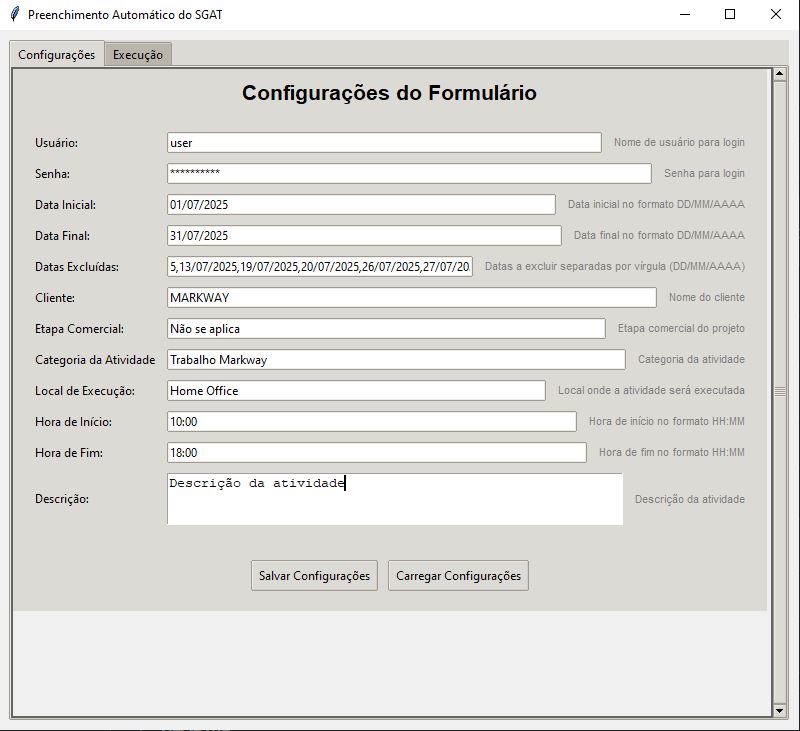 Preenchimento Automático do SGAT
Configurações Execução
Configurações do Formulário
Usuário: user Nome de usuário para login
Senha: ********** Senha para login
Data Inicial: 01/07/2025 Data inicial no formato DD/MM/AAAA
Data Final: 31/07/2025 Data final no formato DD/MM/AAAA
Datas Excluídas: 5,13/07/2025,19/07/2025,20/07/2025,26/07/2025,27/07/20 Datas a excluir separadas por vírgula (DD/MM/AAAA)
Cliente: MARKWAY Nome do cliente
Etapa Comercial: Não se aplica Etapa comercial do projeto
Categoria da Atividade Trabalho Markway Categoria da atividade
Local de Execução: Home Office Local onde a atividade será executada
Hora de Início: 10:00 Hora de início no formato HH:MM
Hora de Fim: 18:00 Hora de fim no formato HH:MM
Descrição: Descrição da atividade Descrição da atividade
Salvar Configurações Carregar Configurações